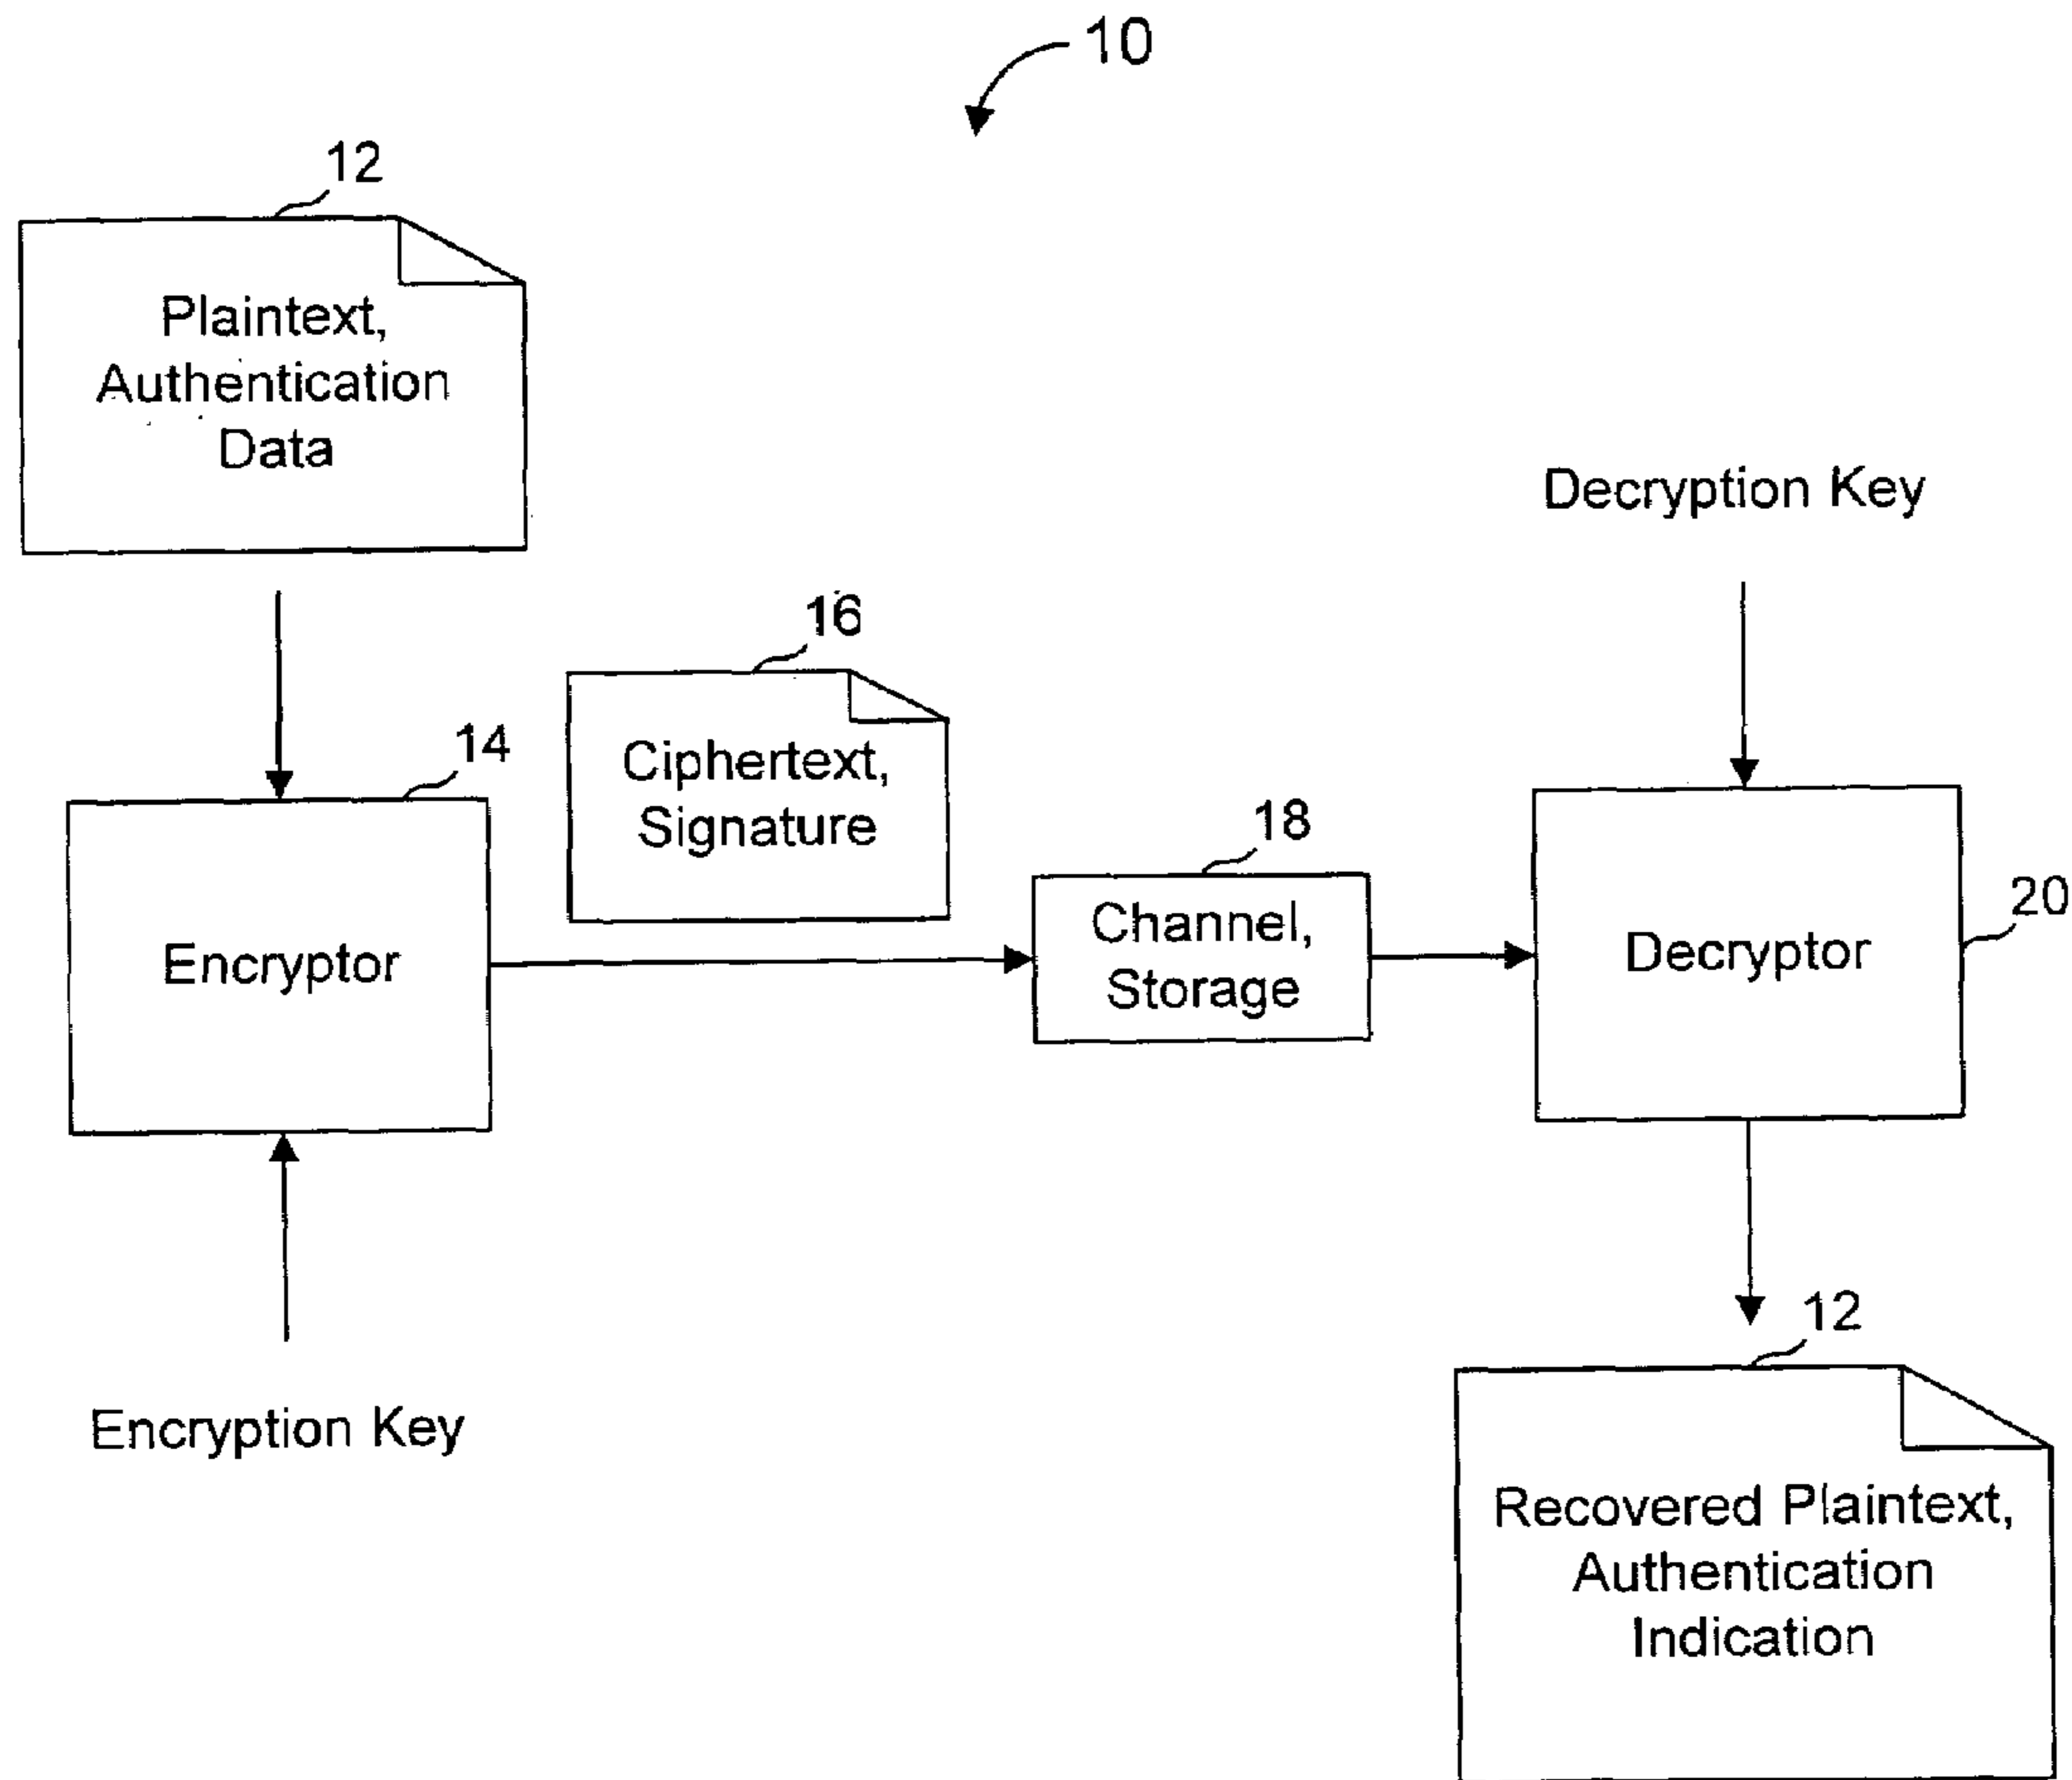 10
12
Plaintext,
Authentication
Data
Decryption Key
16
Ciphertext,
Signature
14
Encryptor
18
Channel,
Storage
Decryptor
20
Encryption Key
12
Recovered Plaintext,
Authentication
Indication